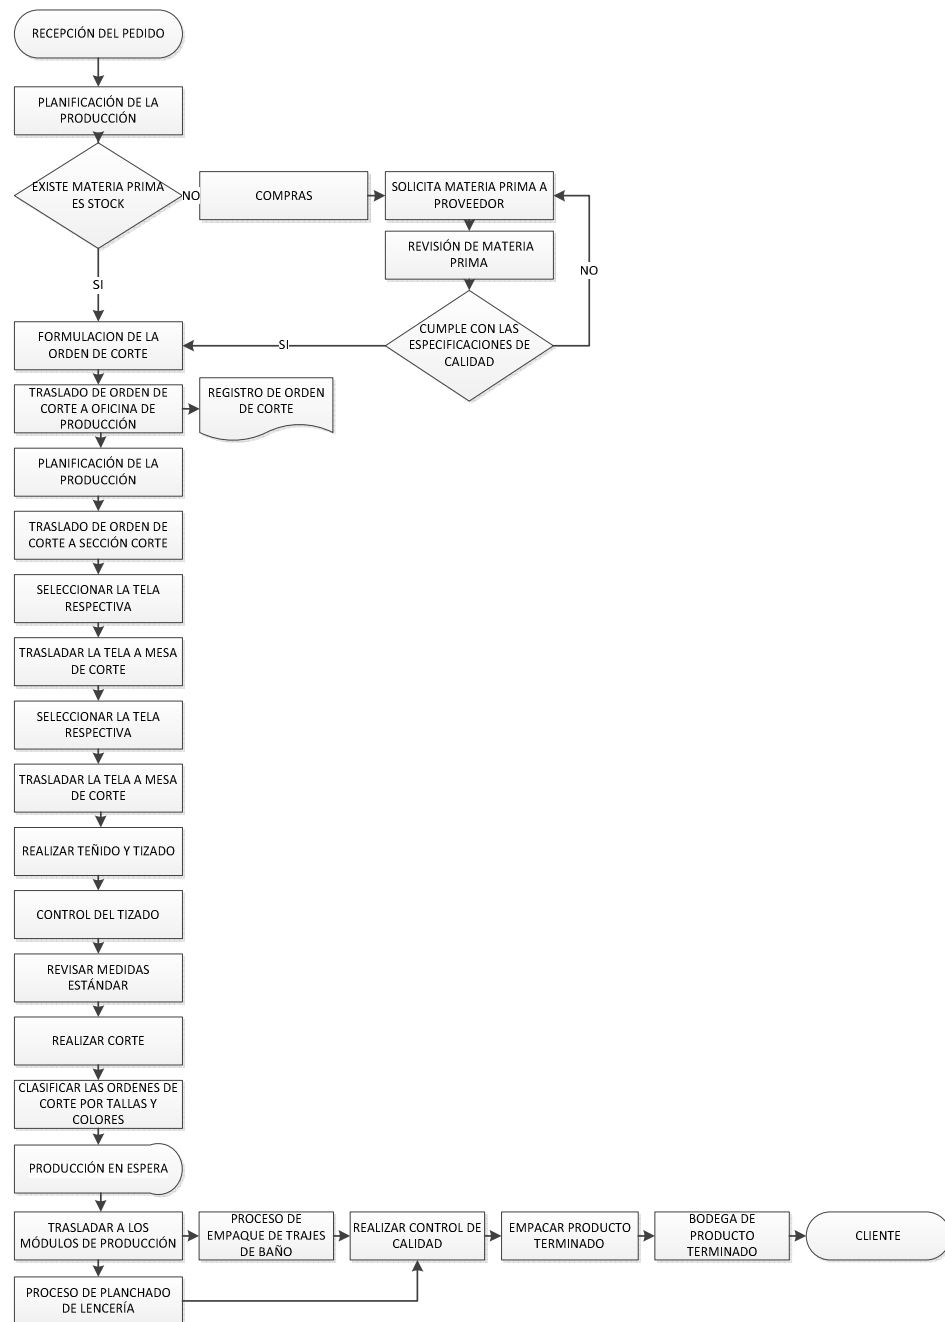 RECEPCIÓN DEL PEDIDO
PLANIFICACIÓN DE LA
PRODUCCIÓN
EXISTE MATERIA PRIMA
ES STOCK
NO
COMPRAS
SOLICITA MATERIA PRIMA A
PROVEEDOR
REVISIÓN DE MATERIA
PRIMA
NO
SI
CUMPLE CON LAS
ESPECIFICACIONES DE
CALIDAD
SI
FORMULACION DE LA
ORDEN DE CORTE
TRASLADO DE ORDEN DE
CORTE A OFICINA DE
PRODUCCIÓN
REGISTRO DE ORDEN
DE CORTE
PLANIFICACIÓN DE LA
PRODUCCIÓN
TRASLADO DE ORDEN DE
CORTE A SECCIÓN CORTE
SELECCIONAR LA TELA
RESPECTIVA
TRASLADAR LA TELA A MESA
DE CORTE
SELECCIONAR LA TELA
RESPECTIVA
TRASLADAR LA TELA A MESA
DE CORTE
REALIZAR TEÑIDO Y TIZADO
CONTROL DEL TIZADO
REVISAR MEDIDAS
ESTÁNDAR
REALIZAR CORTE
CLASIFICAR LAS ORDENES DE
CORTE POR TALLAS Y
COLORES
PRODUCCIÓN EN ESPERA
TRASLADAR A LOS
MÓDULOS DE PRODUCCIÓN
PROCESO DE
EMPAQUE DE TRAJES
DE BAÑO
REALIZAR CONTROL DE
CALIDAD
EMPACAR PRODUCTO
TERMINADO
BODEGA DE
PRODUCTO
TERMINADO
CLIENTE
PROCESO DE PLANCHADO
DE LENCERÍA